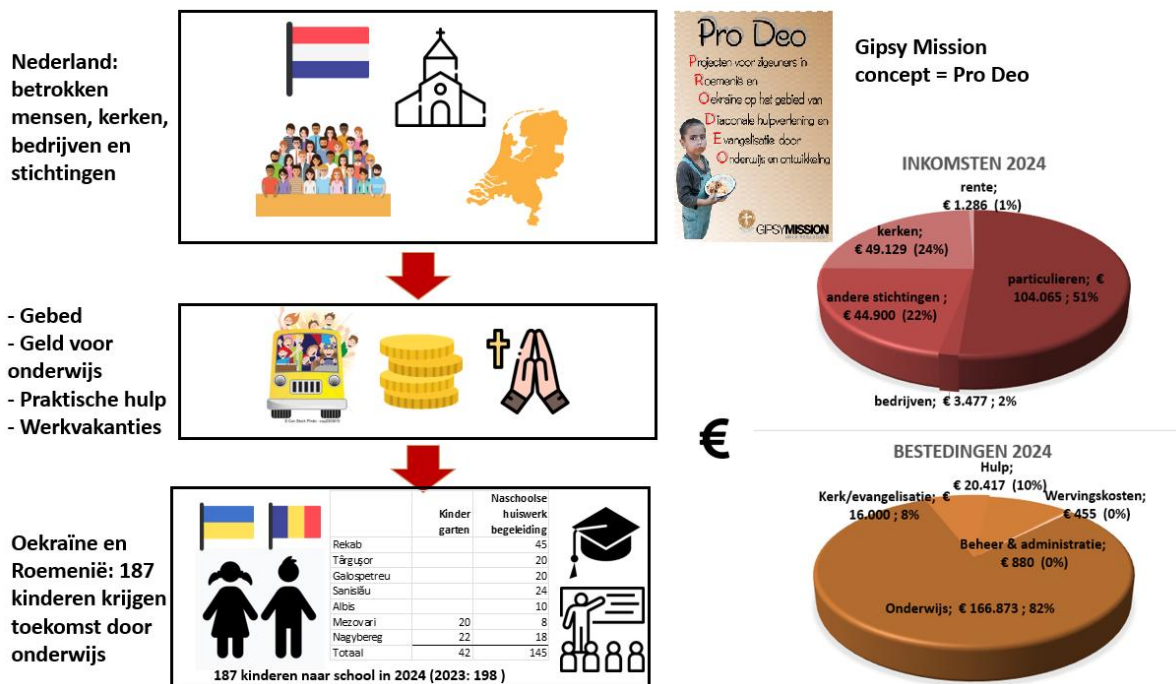 Nederland:
betrokken
mensen, kerken,
bedrijven en
stichtingen
Pro Deo
Projecten voor zigeuners in
Roemenië en
Oekraïne op het gebied van
Diaconale hulpverlening en
Evangelisatie door
Onderwijs en ontwikkeling
GIPSYMISSION
Gipsy Mission
concept = Pro Deo
- Gebed
- Geld voor
onderwijs
- Praktische hulp
- Werkvakanties
Oekraïne en
Roemenië: 187
kinderen krijgen
toekomst door
onderwijs
Kinder
garten
Naschoolse
huiswerk
begeleiding
Rekab 45
Târgușor 20
Galospetreu 20
Sanislău 24
Albis 10
Mezovari 20 8
Nagybereg 22 18
Totaal 42 145
187 kinderen naar school in 2024 (2023: 198 )
INKOMSTEN 2024
rente;
€ 1.286 (1%)
kerken;
€ 49.129 (24%)
particulieren; €
104.065 ; 51%
andere stichtingen ;
€ 44.900 (22%)
bedrijven; € 3.477 ; 2%
€
BESTEDINGEN 2024
Hulp;
€ 20.417 (10%)
Kerk/evangelisatie; €
16.000 ; 8%
Wervingskosten;
€ 455 (0%)
Beheer & administratie;
€ 880 (0%)
Onderwijs; € 166.873 ; 82%